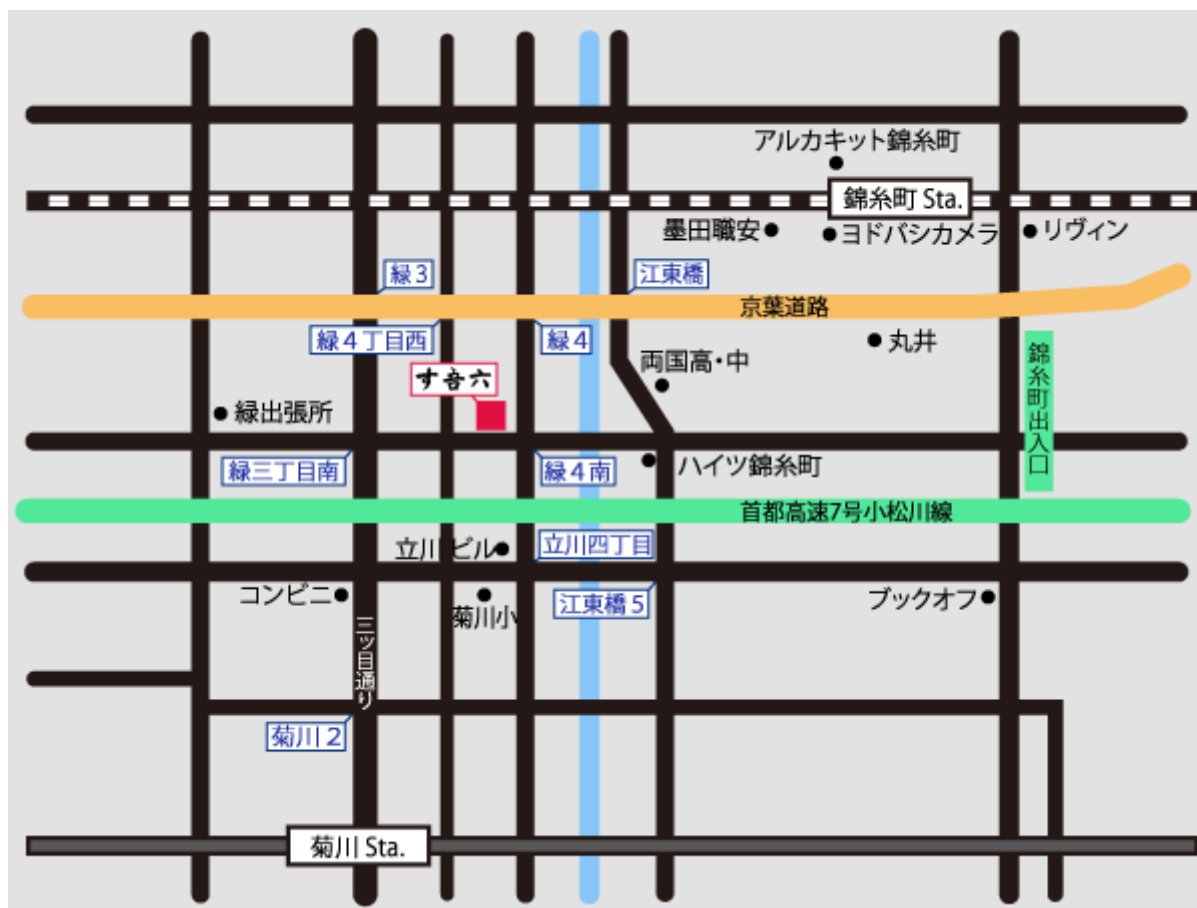 アルカキット錦糸町
錦糸町 Sta.
墨田職安
ヨドバシカメラ
リヴィン
緑3
江東橋
京葉道路
緑4丁目西
緑4
丸井
両国高・中
錦糸町出入口
す吾六
緑出張所
緑三丁目南
緑4南
ハイツ錦糸町
首都高速7号小松川線
立川ビル
立川四丁目
コンビニ
菊川小
江東橋5
ブックオフ
三ッ目通り
菊川2
菊川 Sta.